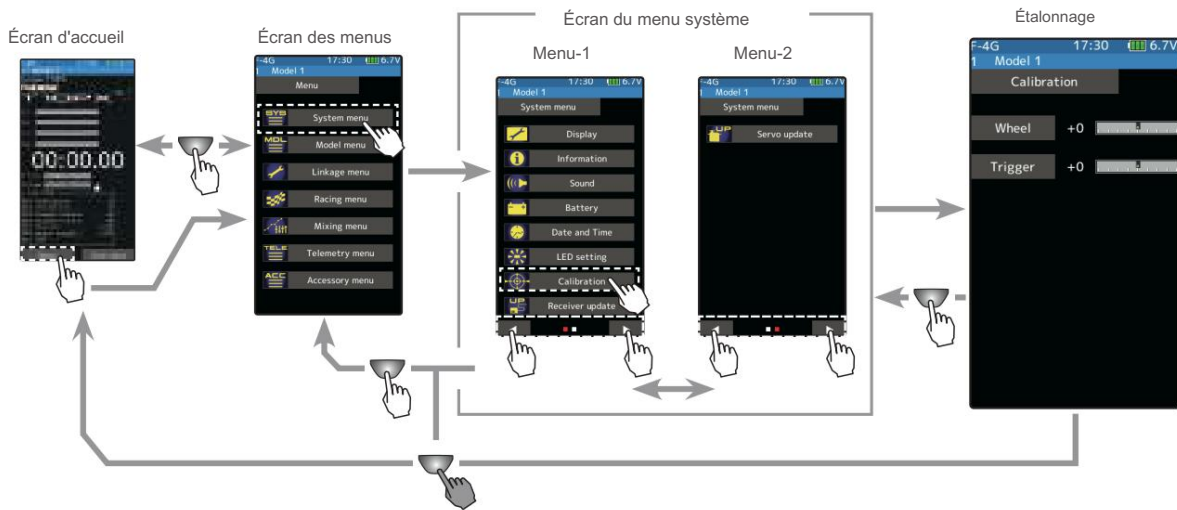 Écran du menu système
Étalonnage
Écran d'accueil
Écran des menus
Menu-1
Menu-2
00:00.00
-4G 17:30 6.7V
1 Model 1
Menu
SYS System menu
MDL Model menu
Linkage menu
Racing menu
Mixing menu
TELE Telemetry menu
ACC Accessory menu
-4G 17:30 6.7V
Model 1
System menu
Display
Information
Sound
Battery
Date and Time
LED setting
Calibration
UP Receiver update
-4G 17:30 6.7V
Model 1
System menu
UP Servo update
F-4G 17:30 6.7V
1 Model 1
Calibration
Wheel +0
Trigger +0